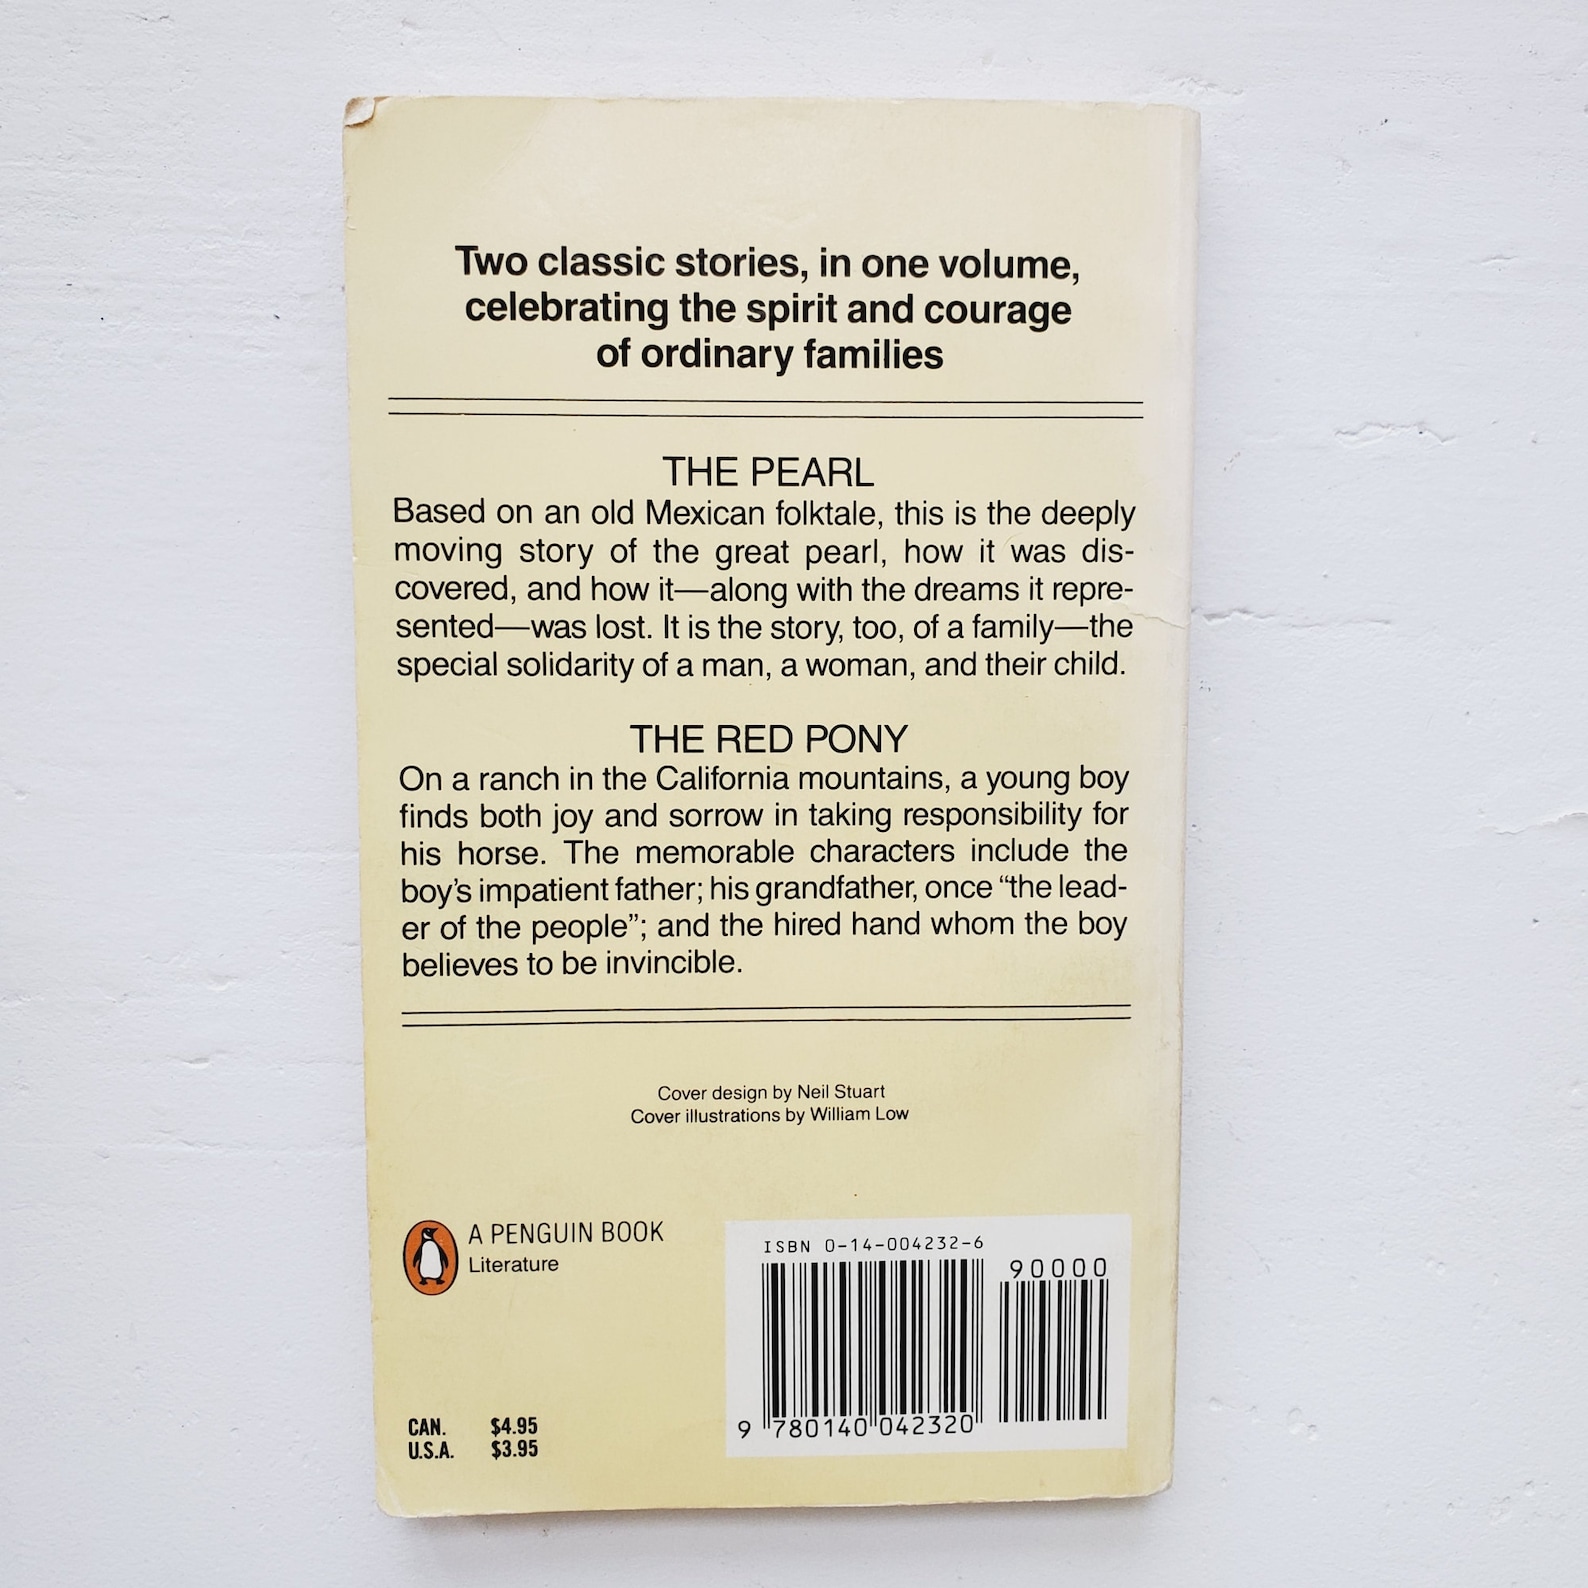 Two classic stories, in one volume,
celebrating the spirit and courage
of ordinary families
THE PEARL
Based on an old Mexican folktale, this is the deeply
moving story of the great pearl, how it was dis-
covered, and how it—along with the dreams it repre-
sented—was lost. It is the story, too, of a family—the
special solidarity of a man, a woman, and their child.
THE RED PONY
On a ranch in the California mountains, a young boy
finds both joy and sorrow in taking responsibility for
his horse. The memorable characters include the
boy’s impatient father; his grandfather, once “the lead-
er of the people”; and the hired hand whom the boy
believes to be invincible.
Cover design by Neil Stuart
Cover illustrations by William Low
A PENGUIN BOOK
Literature
CAN. $4.95
U.S.A. $3.95
ISBN 0-14-004232-6
90000
9 780140 042320